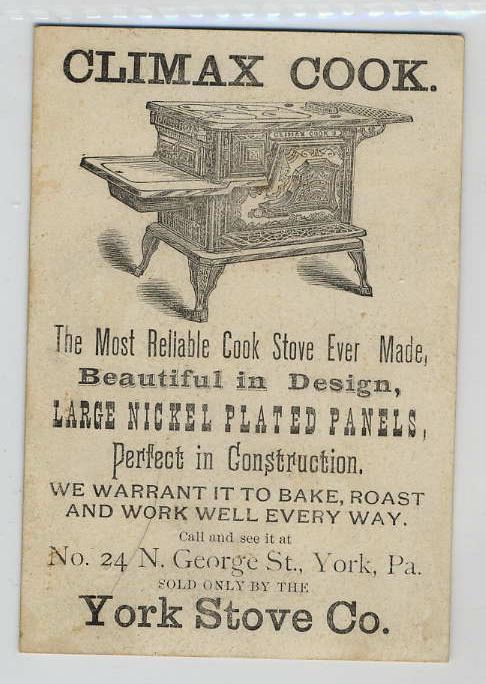 CLIMAX COOK.
CLIMAX COOK
The Most Reliable Cook Stove Ever Made,
Beautiful in Design,
LARGE NICKEL PLATED PANELS,
Perfect in Construction.
WE WARRANT IT TO BAKE, ROAST
AND WORK WELL EVERY WAY.
Call and see it at
No. 24 N. George St., York, Pa.
SOLD ONLY BY THE
York Stove Co.